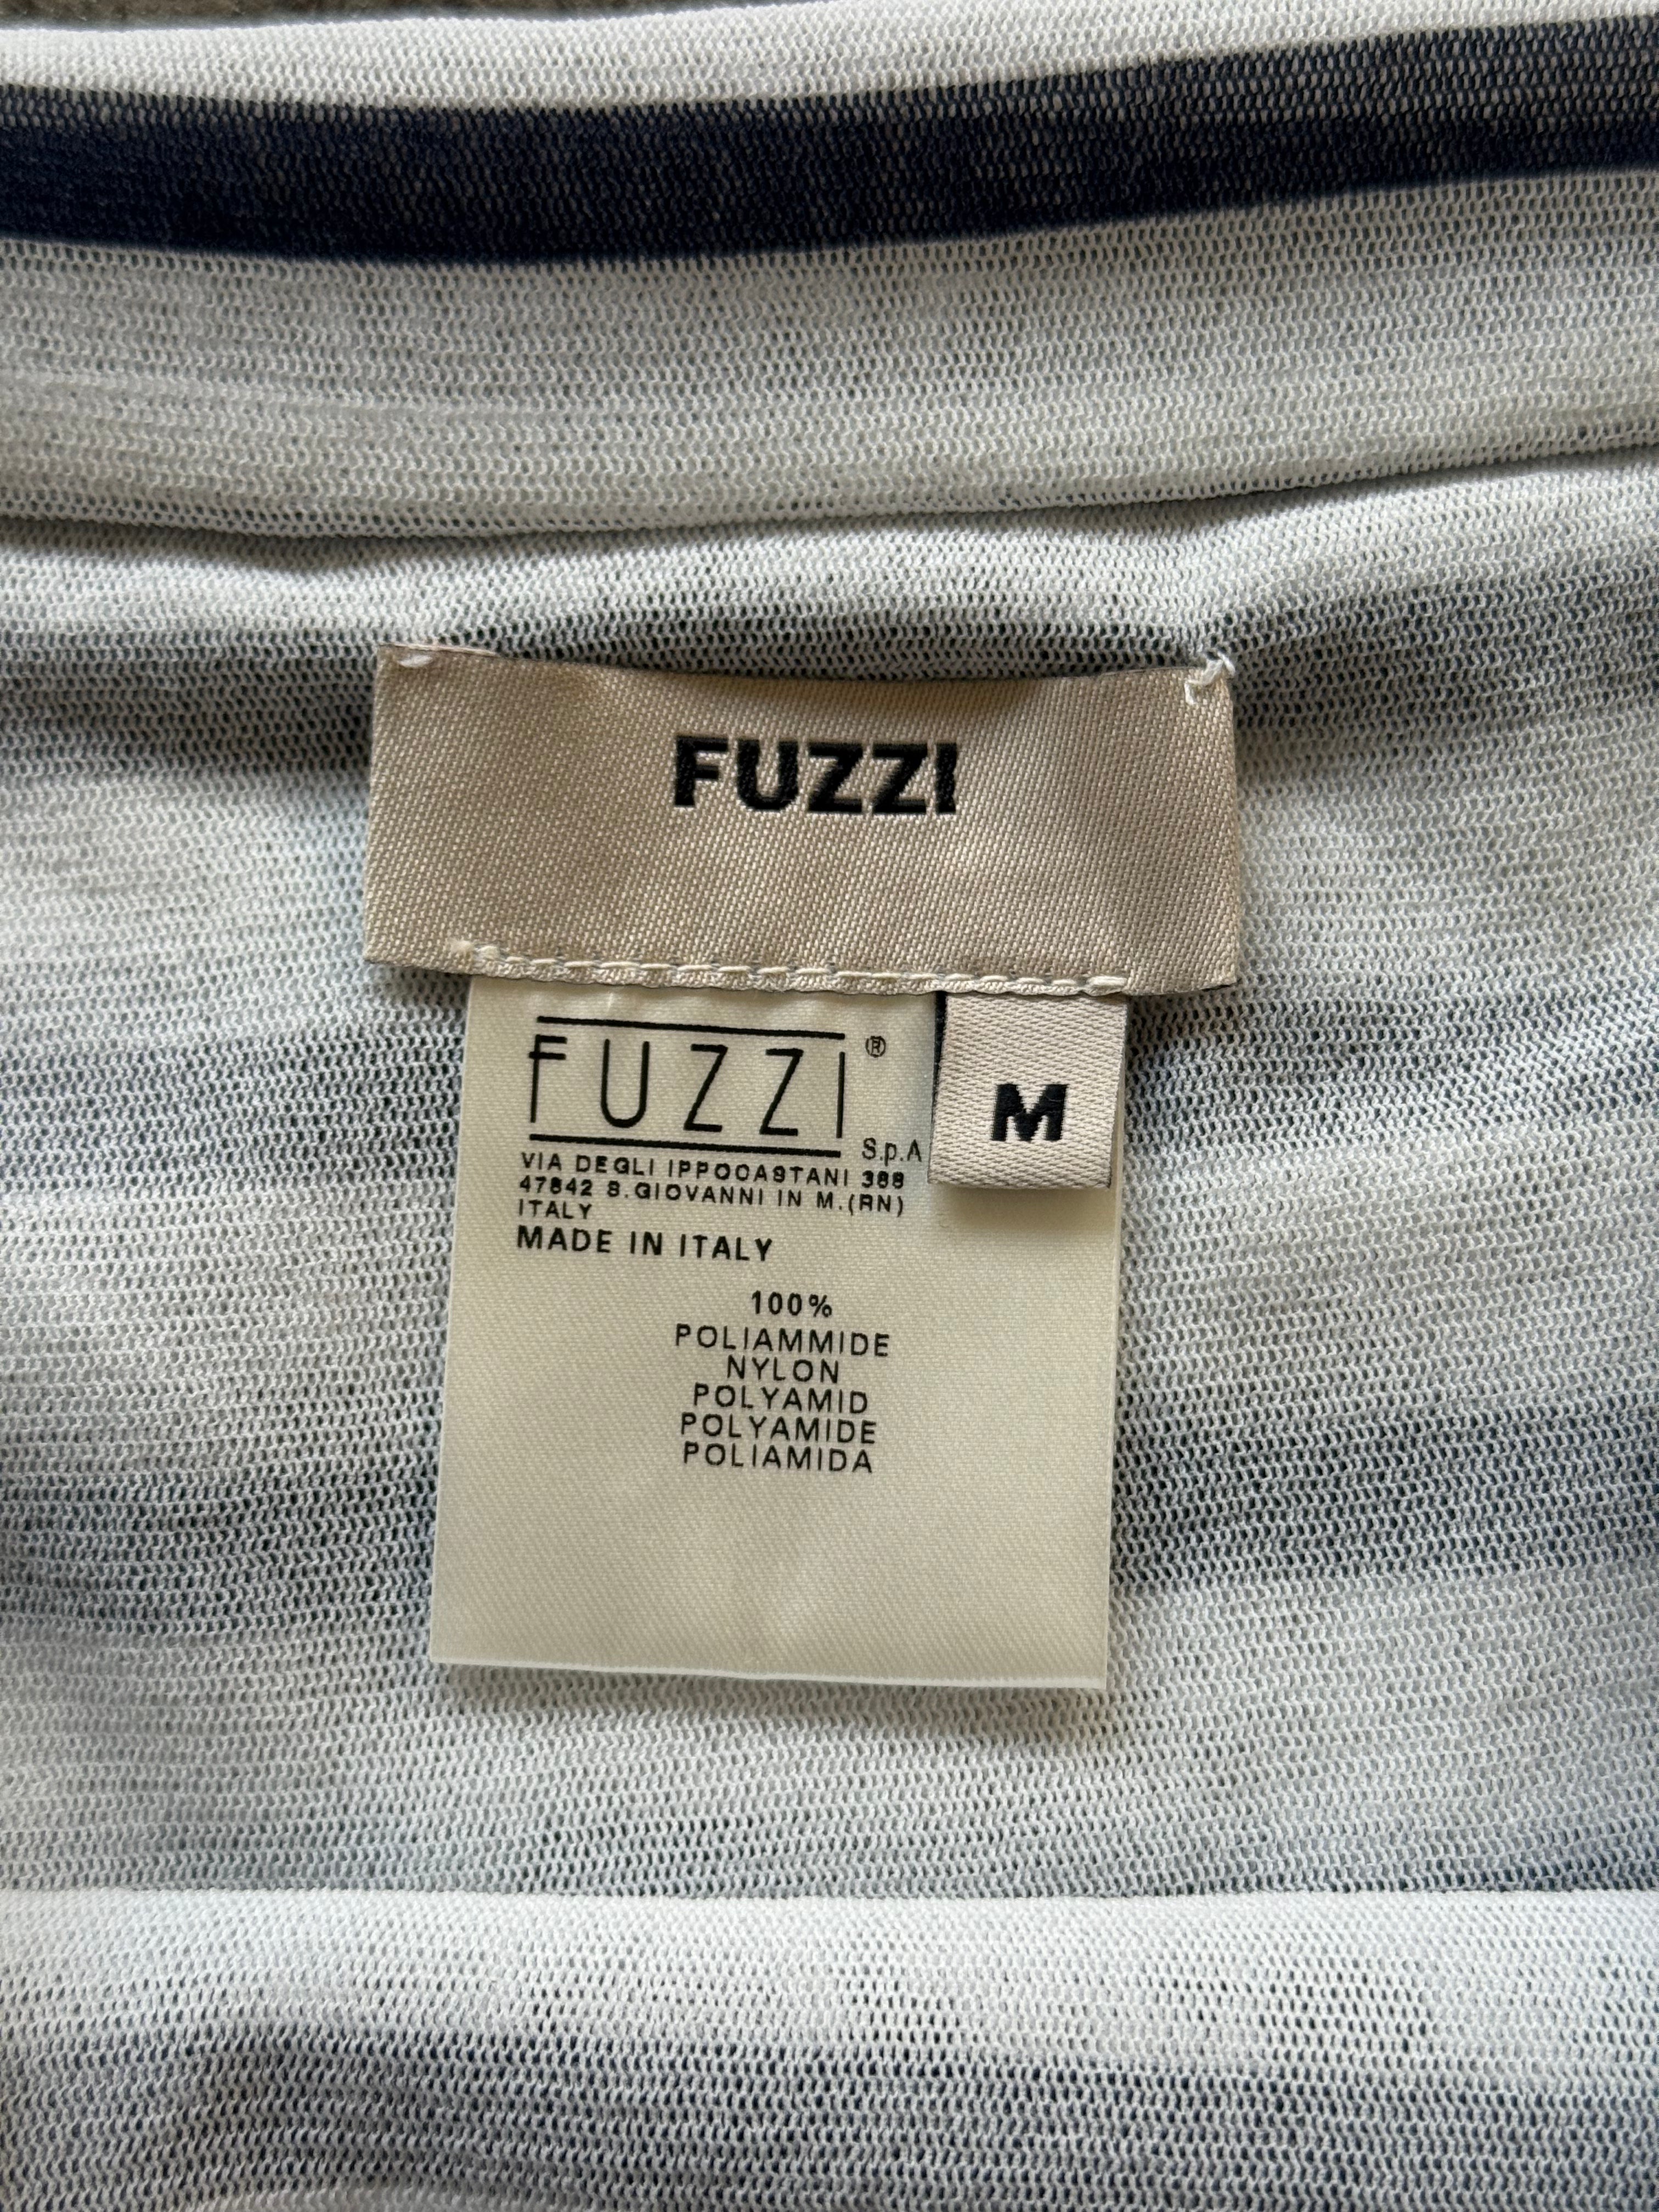 FUZZI
FUZZI®
S.p.A
M
VIA DEGLI IPPOCASTANI 388
47842 S.GIOVANNI IN M.(RN)
ITALY
MADE IN ITALY
100%
POLIAMMIDE
NYLON
POLYAMID
POLYAMIDE
POLIAMIDA